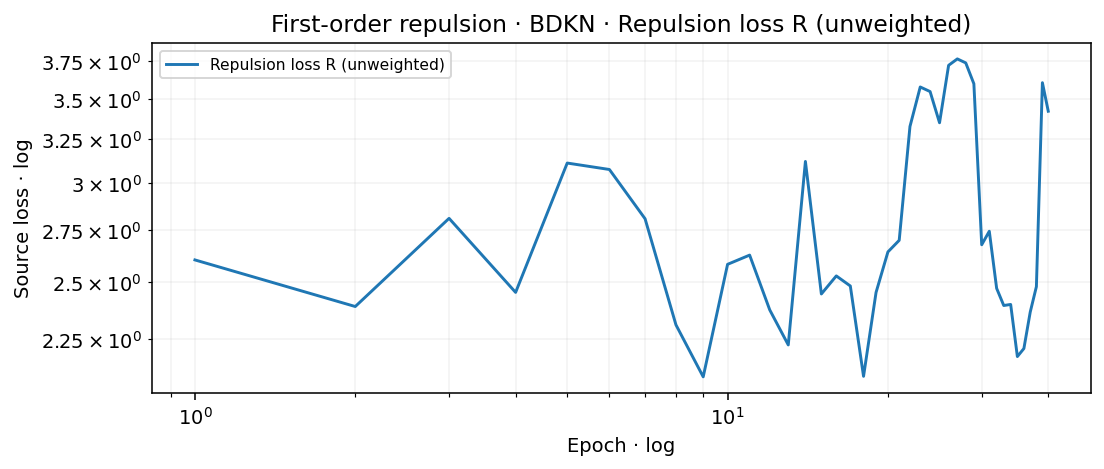 First-order repulsion · BDKN · Repulsion loss R (unweighted)
Repulsion loss R (unweighted)
Source loss · log
3.75 × 10⁰
3.5 × 10⁰
3.25 × 10⁰
3 × 10⁰
2.75 × 10⁰
2.5 × 10⁰
2.25 × 10⁰
10⁰ 10¹
Epoch · log